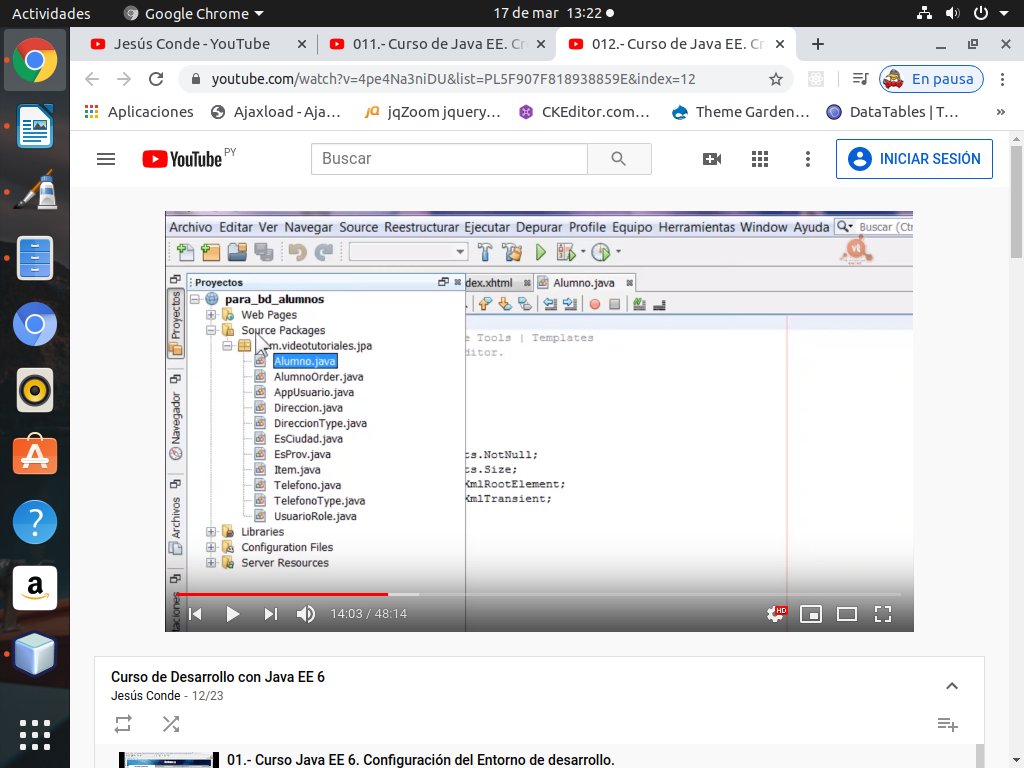 Actividades Google Chrome 17 de mar 13:22
Jesús Conde - YouTube 011.- Curso de Java EE. Cr 012.- Curso de Java EE. Cr
youtube.com/watch?v=4pe4Na3niDU&list=PL5F907F818938859E&index=12 En pausa
Aplicaciones Ajaxload - Aja... jqZoom jquery... CKEditor.com... Theme Garden... DataTables | T... »
YouTube PY Buscar INICIAR SESIÓN
Archivo Editar Ver Navegar Source Reestructurar Ejecutar Depurar Profile Equipo Herramientas Window Ayuda Buscar (Ctr
Proyectos dex.xhtml Alumno.java
para_bd_alumnos
Web Pages
Source Packages
e Tools | Templates
m.videotutoriales.jpa
ditor.
Alumno.java
AlumnoOrder.java
AppUsuario.java
Direccion.java
DireccionType.java
EsCiudad.java
EsProv.java
ts.NotNull;
Item.java
ts.Size;
Telefono.java
XmlRootElement;
TelefonoType.java
XmlTransient;
UsuarioRole.java
Libraries
Configuration Files
Server Resources
Proyectos
Navegador
Archivos
taciones
14:03 / 48:14 HD
Curso de Desarrollo con Java EE 6
Jesús Conde - 12/23
01.- Curso Java EE 6. Configuración del Entorno de desarrollo.